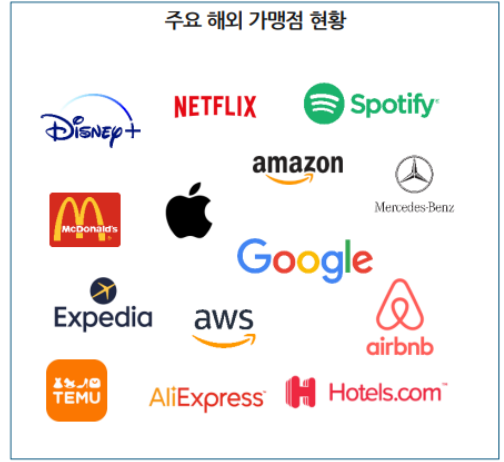 주요 해외 가맹점 현황
Disney+
NETFLIX
Spotify
amazon
Mercedes-Benz
McDonald's
Google
Expedia
aws
airbnb
TEMU
AliExpress
Hotels.com™